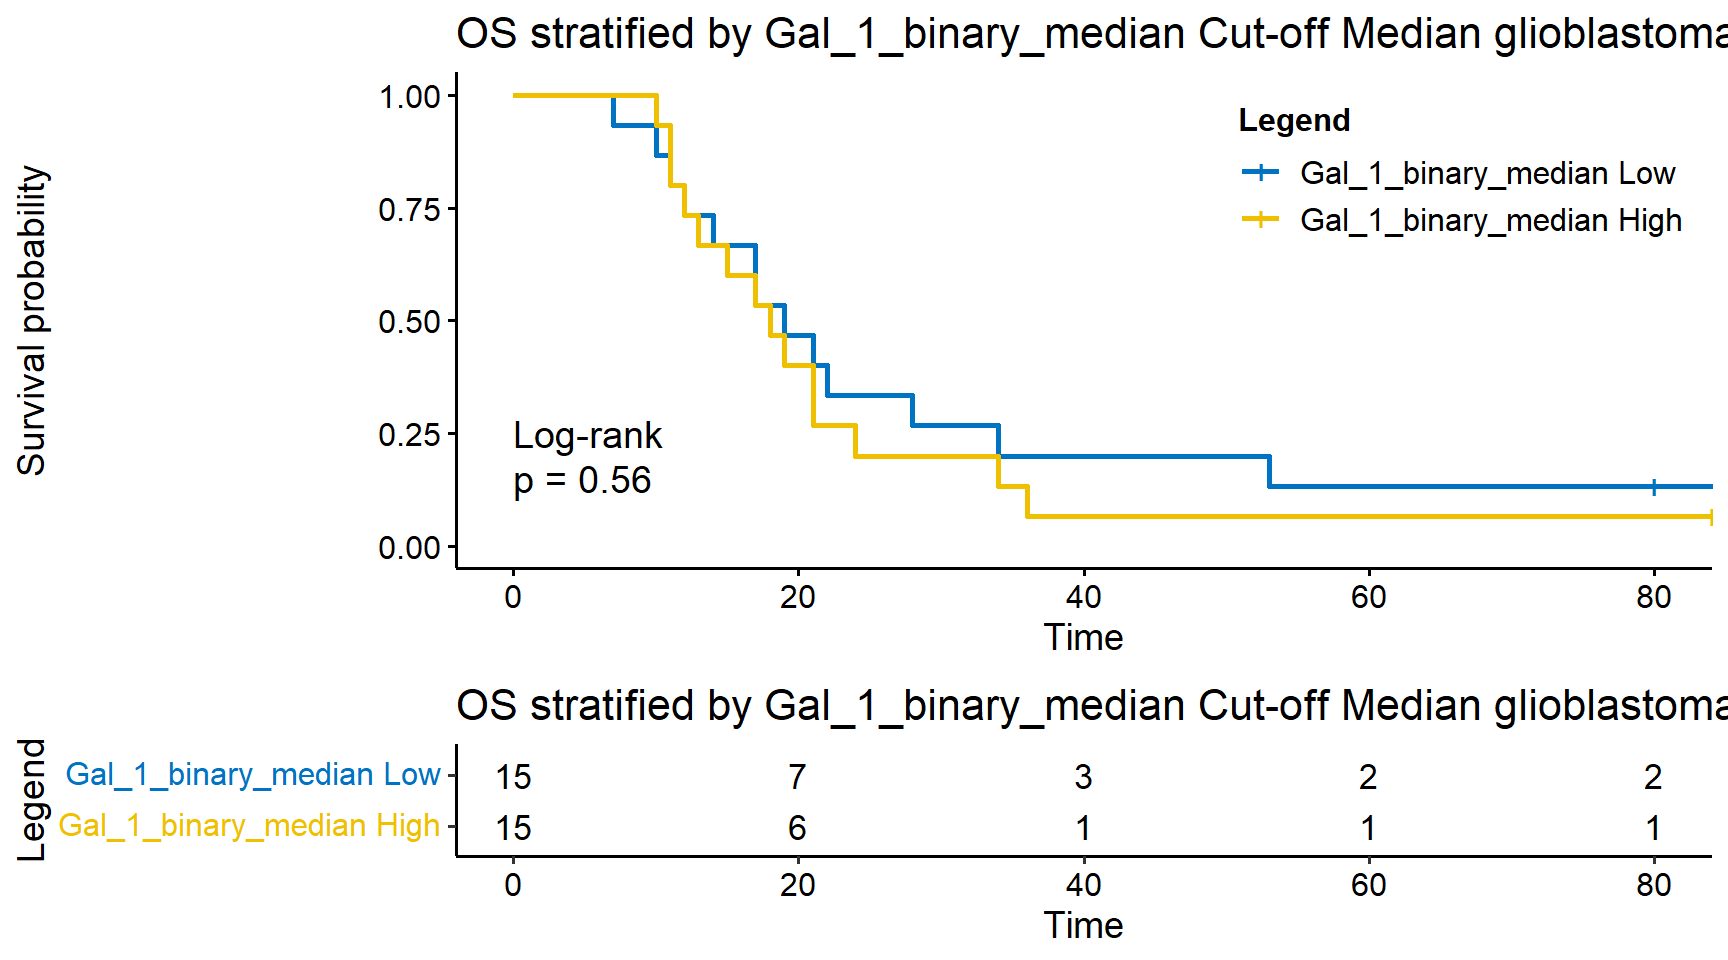 OS stratified by Gal_1_binary_median Cut-off Median glioblastoma
Survival probability
1.00
0.75
0.50
0.25
0.00
Legend
Gal_1_binary_median Low
Gal_1_binary_median High
Log-rank
p = 0.56
0 20 40 60 80
Time
OS stratified by Gal_1_binary_median Cut-off Median glioblastoma
Legend
Gal_1_binary_median Low 15 7 3 2 2
Gal_1_binary_median High 15 6 1 1 1
0 20 40 60 80
Time